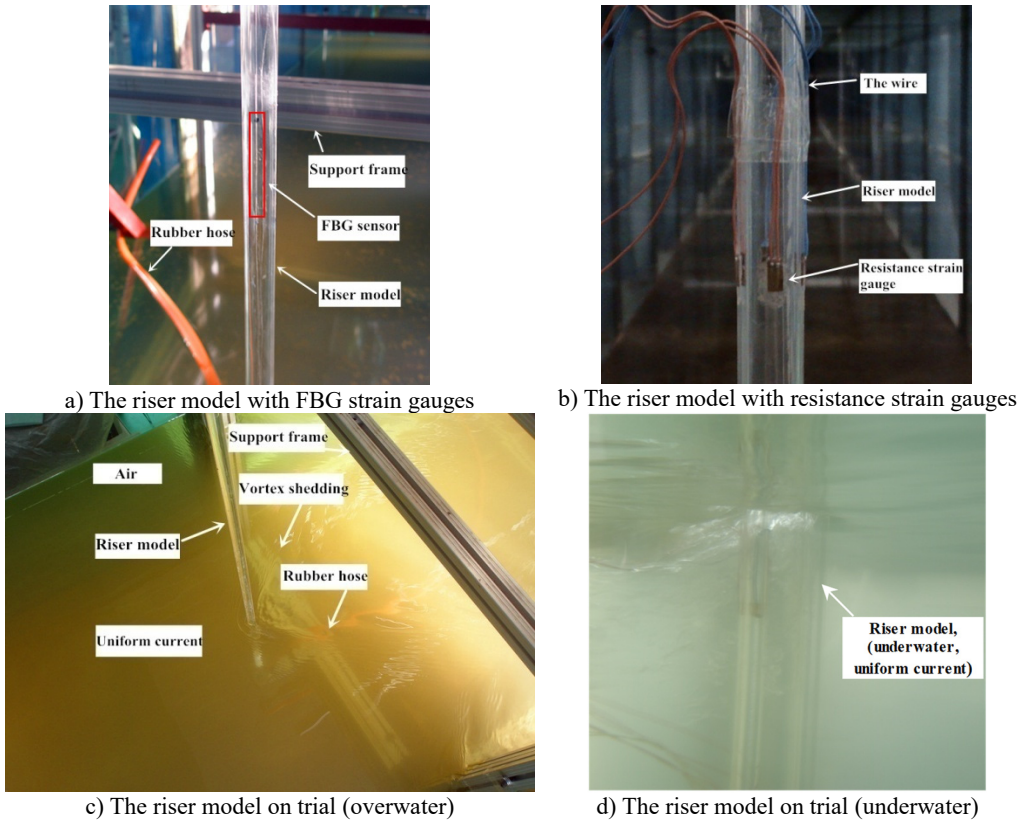 Support frame
FBG sensor
Rubber hose
Riser model
a) The riser model with FBG strain gauges
The wire
Riser model
Resistance strain
gauge
b) The riser model with resistance strain gauges
Support frame
Air
Vortex shedding
Riser model
Rubber hose
Uniform current
c) The riser model on trial (overwater)
Riser model,
(underwater,
uniform current)
d) The riser model on trial (underwater)